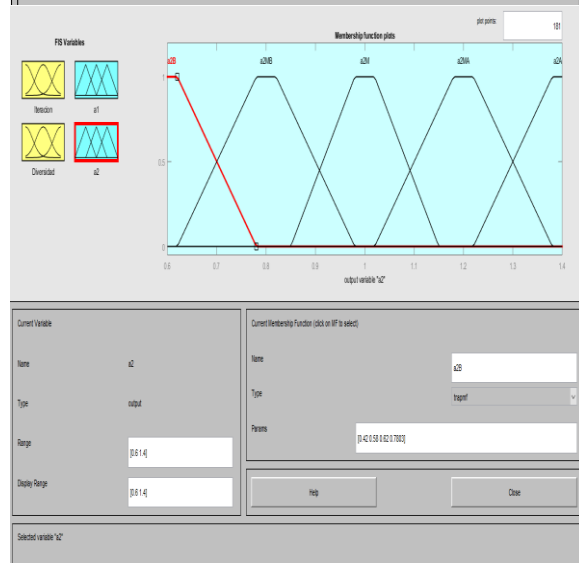 plot points:
181
FIS Variables
Membership function plots
a2B
a2MB
a2M
a2MA
a2A
1
0.5
0
0.6
0.7
0.8
0.9
1
1.1
1.2
1.3
1.4
output variable "a2"
Iteracion
a1
Diversidad
a2
Current Variable
Name
a2
Type
output
Range
[0.6 1.4]
Display Range
[0.6 1.4]
Current Membership Function (click on MF to select)
Name
a2B
Type
trapmf
Params
[0.42 0.58 0.62 0.7803]
Help
Close
Selected variable "a2"